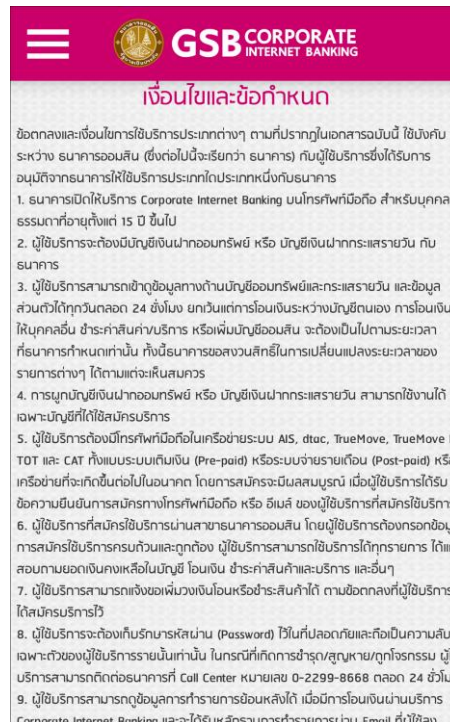 GSB CORPORATE
INTERNET BANKING
เงื่อนไขและข้อกำหนด
ข้อตกลงและเงื่อนไขการใช้บริการประเภทต่างๆ ตามที่ปรากฏในเอกสารฉบับนี้ ใช้บังคับ
ระหว่าง ธนาคารออมสิน (ซึ่งต่อไปนี้จะเรียกว่า ธนาคาร) กับผู้ใช้บริการซึ่งได้รับการ
อนุมัติจากธนาคารให้ใช้บริการประเภทใดประเภทหนึ่งกับธนาคาร
1. ธนาคารเปิดให้บริการ Corporate Internet Banking บนโทรศัพท์มือถือ สำหรับบุคคล
ธรรมดาที่อายุตั้งแต่ 15 ปี ขึ้นไป
2. ผู้ใช้บริการจะต้องมีบัญชีเงินฝากออมทรัพย์ หรือ บัญชีเงินฝากกระแสรายวัน กับ
ธนาคาร
3. ผู้ใช้บริการสามารถเข้าดูข้อมูลทางด้านบัญชีออมทรัพย์และกระแสรายวัน และข้อมูล
ส่วนตัวได้ทุกวันตลอด 24 ชั่วโมง ยกเว้นแต่การโอนเงินระหว่างบัญชีตนเอง การโอนเงิน
ให้บุคคลอื่น ชำระค่าสินค่า/บริการ หรือเพิ่มบัญชีออมสิน จะต้องเป็นไปตามระยะเวลา
ที่ธนาคารกำหนดเท่านั้น ทั้งนี้ธนาคารขอสงวนสิทธิ์ในการเปลี่ยนแปลงระยะเวลาของ
รายการต่างๆ ได้ตามแต่จะเห็นสมควร
4. การผูกบัญชีเงินฝากออมทรัพย์ หรือ บัญชีเงินฝากกระแสรายวัน สามารถใช้งานได้
เฉพาะบัญชีที่ได้ใช้สมัครบริการ
5. ผู้ใช้บริการต้องมีโทรศัพท์มือถือในเครือข่ายระบบ AIS, dtac, TrueMove, TrueMove
TOT และ CAT ทั้งแบบระบบเติมเงิน (Pre-paid) หรือระบบจ่ายรายเดือน (Post-paid)
เครือข่ายที่จะเกิดขึ้นต่อไปในอนาคต โดยการสมัครจะมีผลสมบูรณ์ เมื่อผู้ใช้บริการได้รับ
ข้อความยืนยันการสมัครทางโทรศัพท์มือถือ หรือ อีเมล์ ของผู้ใช้บริการที่สมัครใช้บริการ
6. ผู้ใช้บริการที่สมัครใช้บริการผ่านสาขาธนาคารออมสิน โดยผู้ใช้บริการต้องกรอก
การสมัครใช้บริการครบถ้วนและถูกต้อง ผู้ใช้บริการสามารถใช้บริการได้ทุกรายการ
สอบถามยอดเงินคงเหลือในบัญชี โอนเงิน ชำระค่าสินค้าและบริการ และอื่นๆ
7. ผู้ใช้บริการสามารถแจ้งขอเพิ่มวงเงินโอนหรือชำระสินค้าได้ ตามข้อตกลงที่ผู้ใช้บริการ
ได้สมัครบริการไว้
8. ผู้ใช้บริการจะต้องเก็บรักษารหัสผ่าน (Password) ไว้ในที่ปลอดภัยและถือเป็นความลับ
เฉพาะตัวของผู้ใช้บริการรายนั้นเท่านั้น ในกรณีที่เกิดการชำรุด/สูญหาย/ถูกโจรกรรม
บริการสามารถติดต่อธนาคารที่ Call Center หมายเลข 0-2299-8668 ตลอด 24
9. ผู้ใช้บริการสามารถดูข้อมูลการทำรายการย้อนหลังได้ เมื่อมีการโอนเงินผ่านบริการ
Corporate Internet Banking และจะได้รับหลักฐานการทำรายการผ่าน Email ที่ผู้ใช้ลง